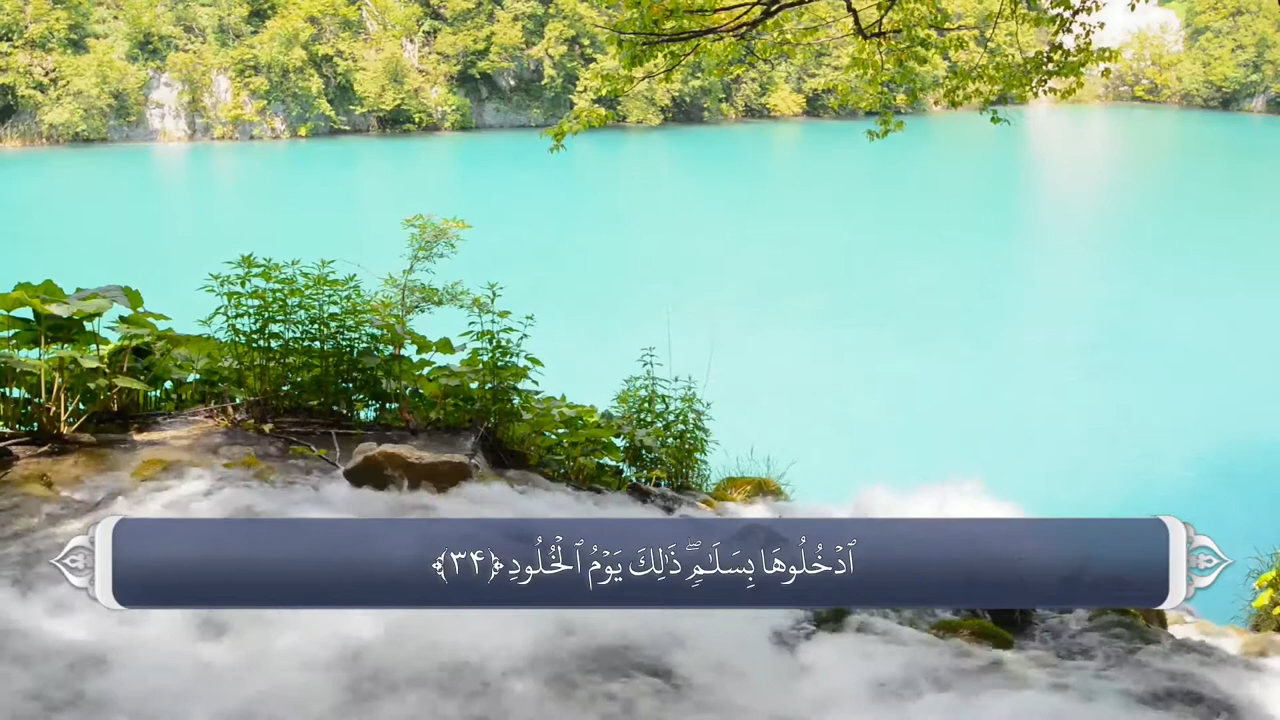 ٱدۡخُلُوهَا بِسَلَٰمٖۖ ذَٰلِكَ يَوۡمُ ٱلۡخُلُودِ ﴿٣٤﴾